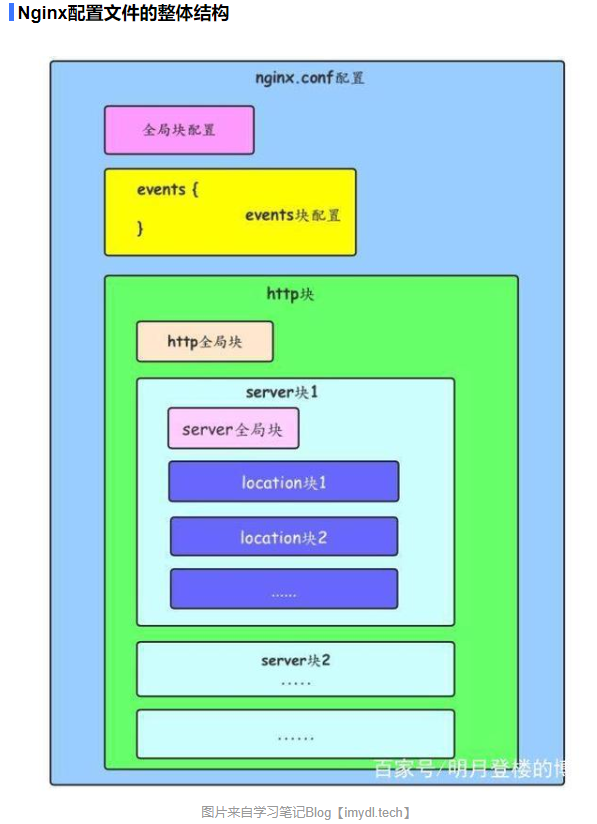 Nginx配置文件的整体结构
nginx.conf配置
全局块配置
events {
events块配置
}
http块
http全局块
server块1
server全局块
location块1
location块2
......
server块2
.....
......
百家号/明月登楼的博
图片来自学习笔记Blog【imydl.tech】